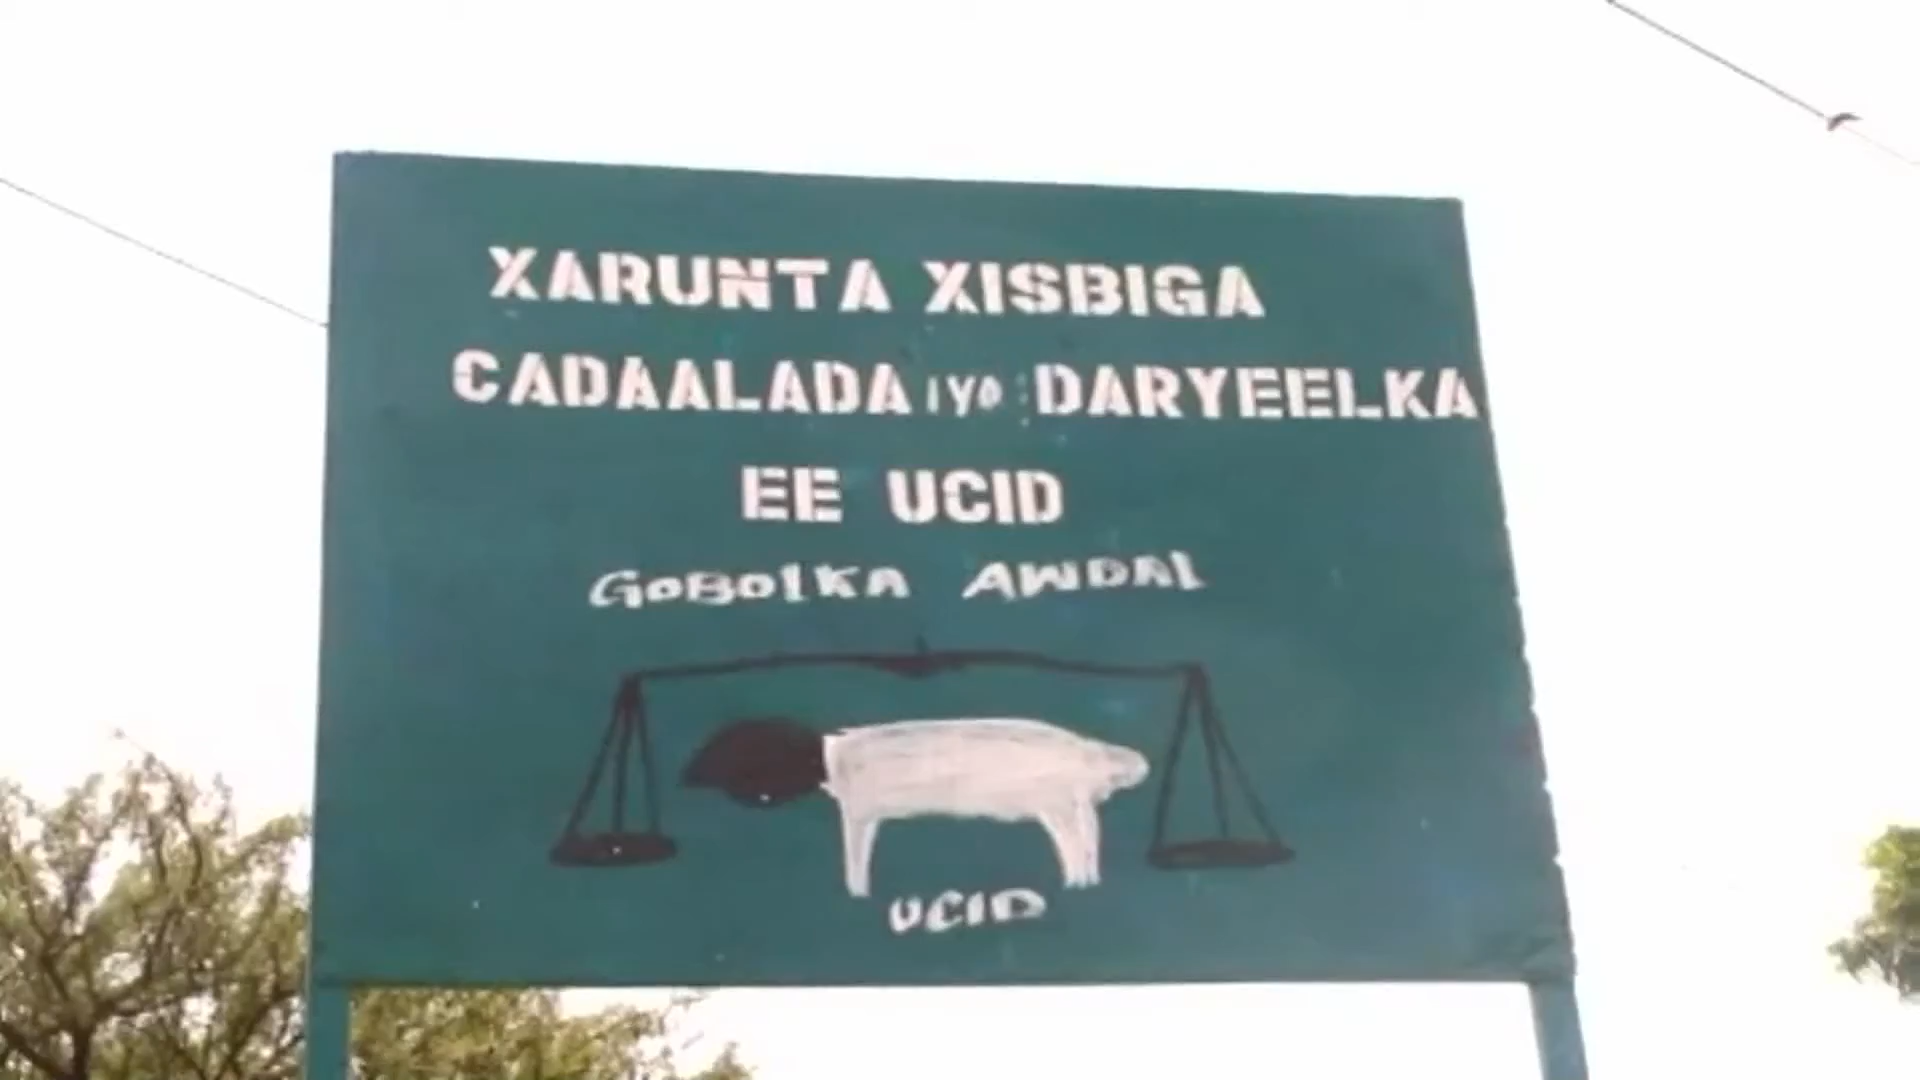 XARUNTA XISBIGA
CADAALADA iyo DARYEELKA
EE UCID
GOBOLKA AWDAL
UCID